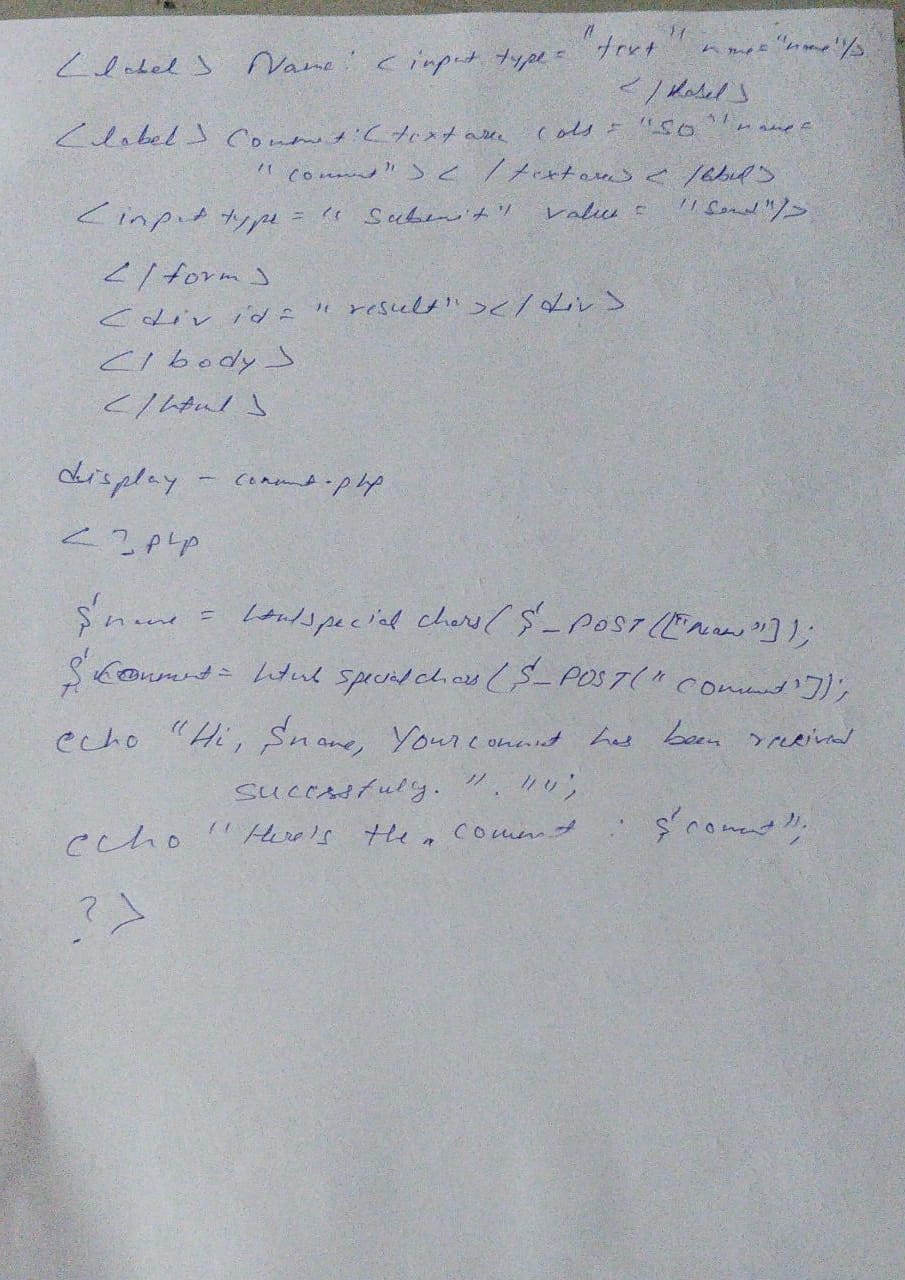 <label> Name: <input type = "text" name = "name"/>
</label>
<label> Comment: <textarea cols = "50" name =
"comment"> < /textarea> < /label>
<input type = "submit" value = "Send"/>
</form>
<div id = "result"></div>
</body>
</html>
display - comment.php
<?php
$name = htmlspecialchars($_POST(["name"]);
$comment = htmlspecialchars($_POST("comment"]);
echo "Hi, $name, Your comment has been received
successfully. ". "";
echo "Here's the comment : $comment";
?>